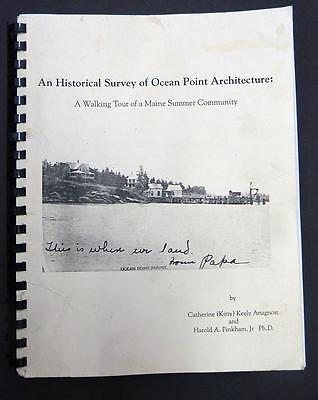 An Historical Survey of Ocean Point Architecture:
A Walking Tour of a Maine Summer Community
This is where we land
from Papa
OCEAN POINT
by
Catherine (Kitty) Keely Anagnost
and
Harold A. Pinkham, Jr Ph.D.